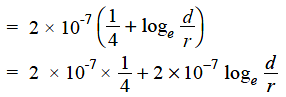 = 2 × 10⁻⁷ (1/4 + logₑ d/r)
= 2 × 10⁻⁷ × 1/4 + 2 × 10⁻⁷ logₑ d/r